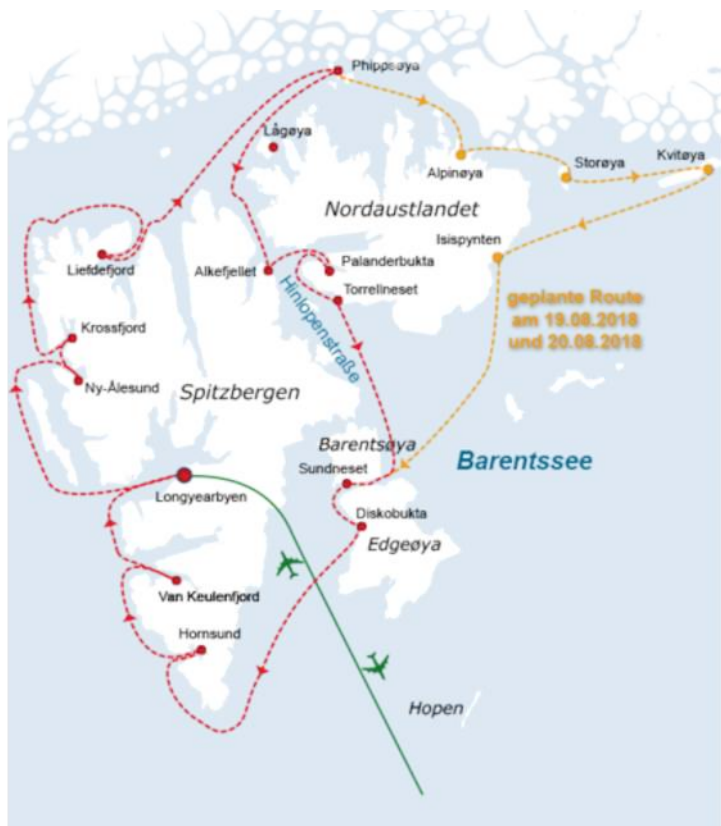 Phippsøya
Lågøya
Alpinøya
Storøya
Kvitøya
Nordaustlandet
Isispynten
Liefdefjord
Alkefjellet
Palanderbukta
Torrellneset
Hinlopenstraße
geplante Route
am 19.08.2018
und 20.08.2018
Krossfjord
Ny-Ålesund
Spitzbergen
Barentsøya
Barentssee
Sundneset
Longyearbyen
Diskobukta
Edgeøya
Van Keulenfjord
Hornsund
Hopen